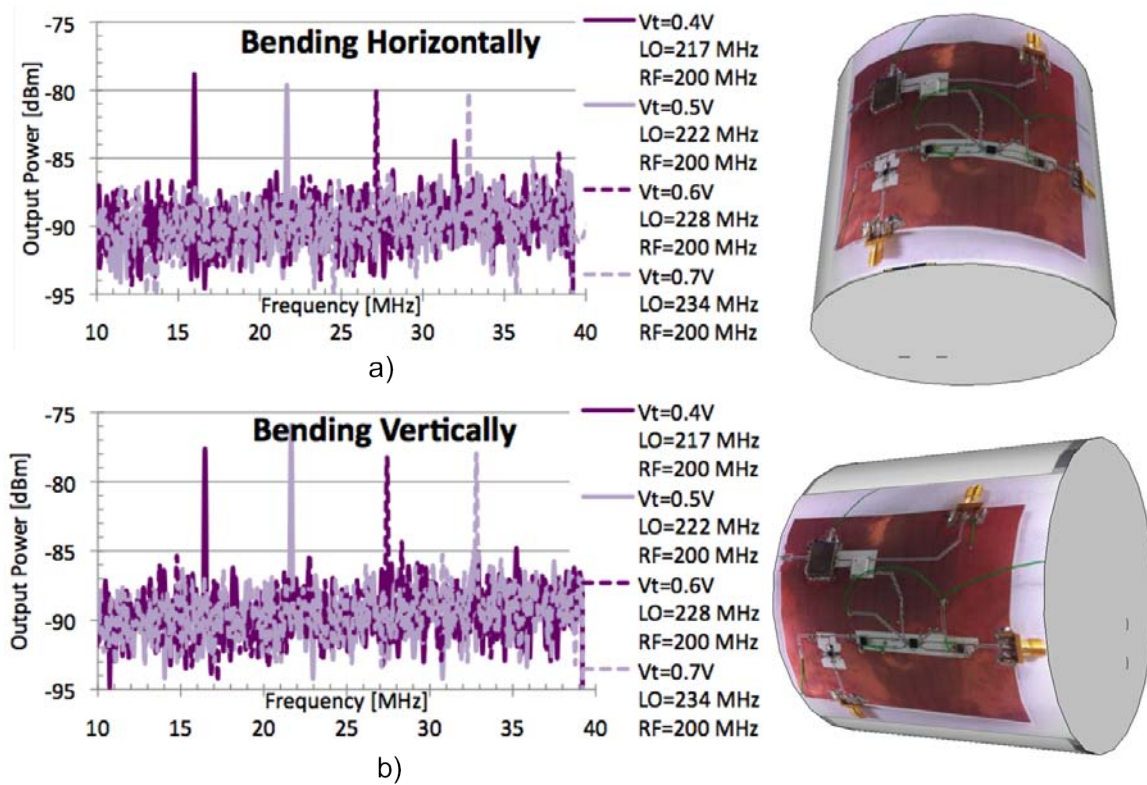 Bending Horizontally
Output Power [dBm]
-75
-80
-85
-90
-95
Frequency [MHz]
10 15 20 25 30 35 40
Vt=0.4V
LO=217 MHz
RF=200 MHz
Vt=0.5V
LO=222 MHz
RF=200 MHz
Vt=0.6V
LO=228 MHz
RF=200 MHz
Vt=0.7V
LO=234 MHz
RF=200 MHz
a)
Bending Vertically
Output Power [dBm]
-75
-80
-85
-90
-95
Frequency [MHz]
10 15 20 25 30 35 40
Vt=0.4V
LO=217 MHz
RF=200 MHz
Vt=0.5V
LO=222 MHz
RF=200 MHz
Vt=0.6V
LO=228 MHz
RF=200 MHz
Vt=0.7V
LO=234 MHz
RF=200 MHz
b)